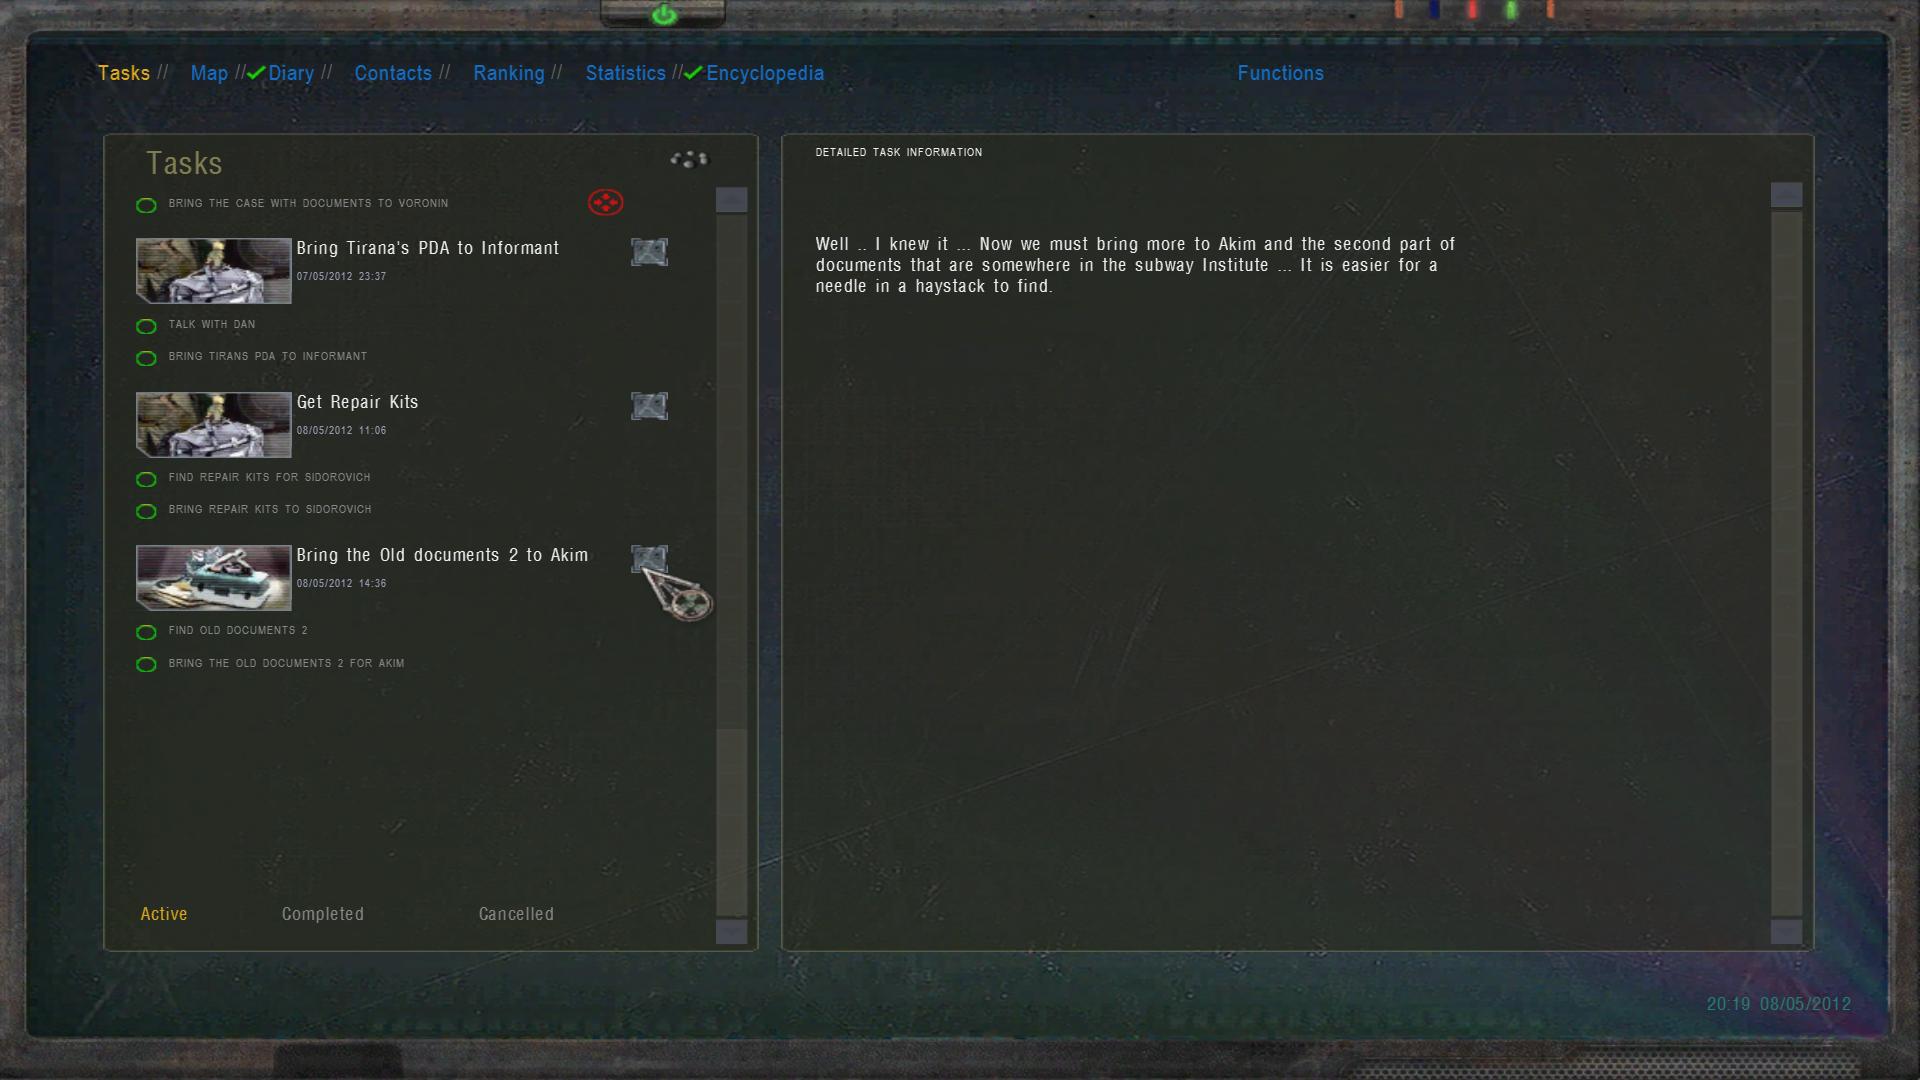 Tasks // Map // Diary // Contacts // Ranking // Statistics // Encyclopedia Functions
Tasks
BRING THE CASE WITH DOCUMENTS TO VORONIN
Bring Tirana's PDA to Informant
07/05/2012 23:37
TALK WITH DAN
BRING TIRANS PDA TO INFORMANT
Get Repair Kits
08/05/2012 11:06
FIND REPAIR KITS FOR SIDOROVICH
BRING REPAIR KITS TO SIDOROVICH
Bring the Old documents 2 to Akim
08/05/2012 14:36
FIND OLD DOCUMENTS 2
BRING THE OLD DOCUMENTS 2 FOR AKIM
Active Completed Cancelled
DETAILED TASK INFORMATION
Well .. I knew it ... Now we must bring more to Akim and the second part of
documents that are somewhere in the subway Institute ... It is easier for a
needle in a haystack to find.
20:19 08/05/2012